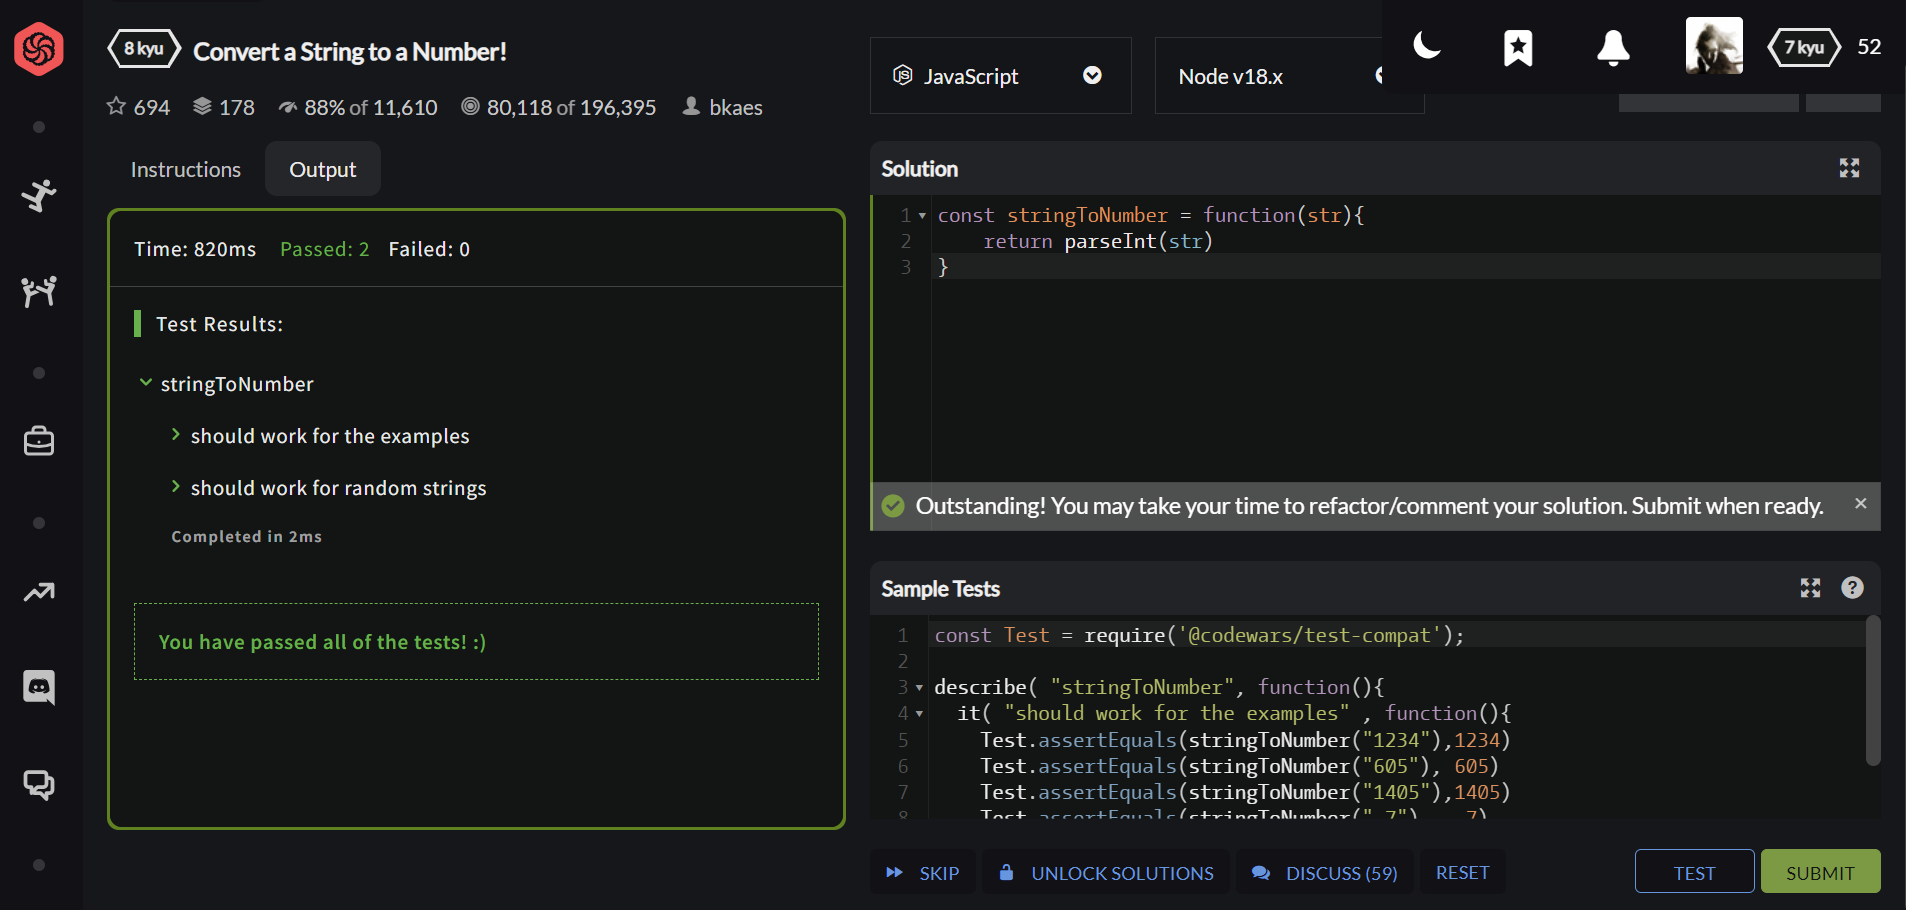 8 kyu Convert a String to a Number!
694 178 88% of 11,610 80,118 of 196,395 bkaes
JavaScript
Node v18.x
7 kyu 52
Instructions Output
Time: 820ms Passed: 2 Failed: 0
Test Results:
stringToNumber
should work for the examples
should work for random strings
Completed in 2ms
You have passed all of the tests! :)
Solution
1 const stringToNumber = function(str){
2 return parseInt(str)
3 }
Outstanding! You may take your time to refactor/comment your solution. Submit when ready.
Sample Tests
1 const Test = require('@codewars/test-compat');
2
3 describe( "stringToNumber", function(){
4 it( "should work for the examples" , function(){
5 Test.assertEquals(stringToNumber("1234"),1234)
6 Test.assertEquals(stringToNumber("605"), 605)
7 Test.assertEquals(stringToNumber("1405"),1405)
8 Test.assertEquals(stringToNumber(
SKIP UNLOCK SOLUTIONS DISCUSS (59) RESET TEST SUBMIT